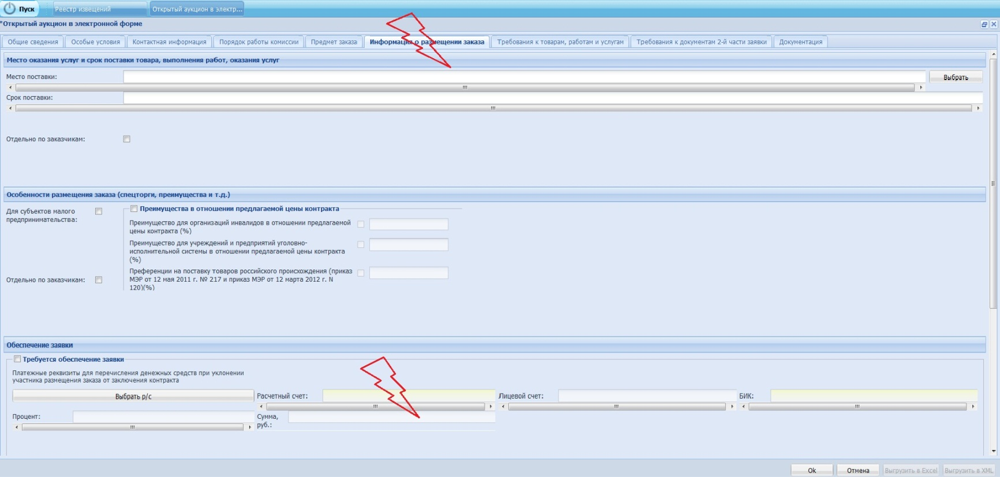 Пуск
Реестр извещений
Открытый аукцион в электр...
*Открытый аукцион в электронной форме
Общие сведения
Особые условия
Контактная информация
Порядок работы комиссии
Предмет заказа
Информация о размещении заказа
Требования к товарам, работам и услугам
Требования к документам 2-й части заявки
Документация
Место оказания услуг и срок поставки товара, выполнения работ, оказания услуг
Место поставки:
Выбрать
Срок поставки:
Отдельно по заказчикам:
Особенности размещения заказа (спецторги, преимущества и т.д.)
Для субъектов малого
предпринимательства:
Преимущества в отношении предлагаемой цены контракта
Преимущество для организаций инвалидов в отношении предлагаемой
цены контракта (%)
Преимущество для учреждений и предприятий уголовно-
исполнительной системы в отношении предлагаемой цены контракта
(%)
Преференции на поставку товаров российского происхождения (приказ
МЭР от 12 мая 2011 г. № 217 и приказ МЭР от 12 марта 2012 г. N
120)(%)
Отдельно по заказчикам:
Обеспечение заявки
Требуется обеспечение заявки
Платежные реквизиты для перечисления денежных средств при уклонении
участника размещения заказа от заключения контракта
Выбрать р/с
Расчетный счет:
Лицевой счет:
БИК:
Процент:
Сумма,
руб.:
Ok
Отмена
Выгрузить в Excel
Выгрузить в XML